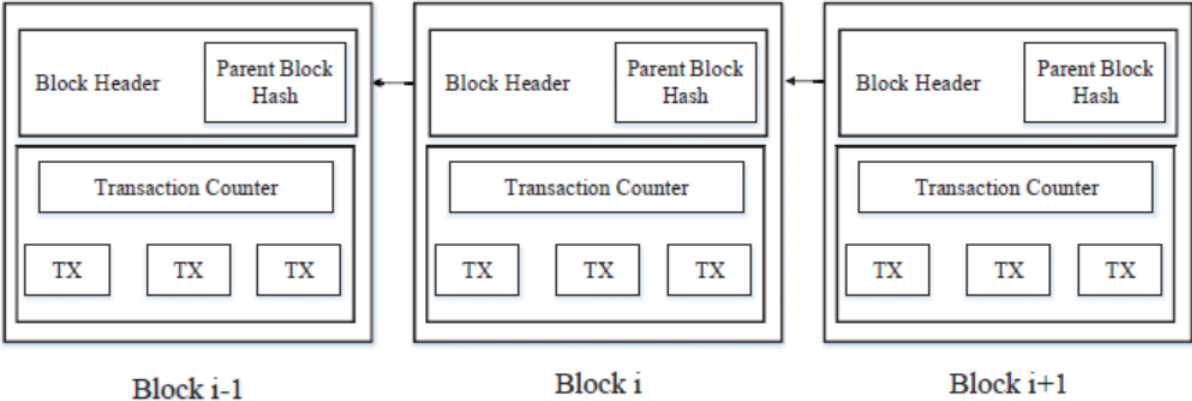 Block Header
Parent Block
Hash
Transaction Counter
TX TX TX
Block i-1
Block Header
Parent Block
Hash
Transaction Counter
TX TX TX
Block i
Block Header
Parent Block
Hash
Transaction Counter
TX TX TX
Block i+1